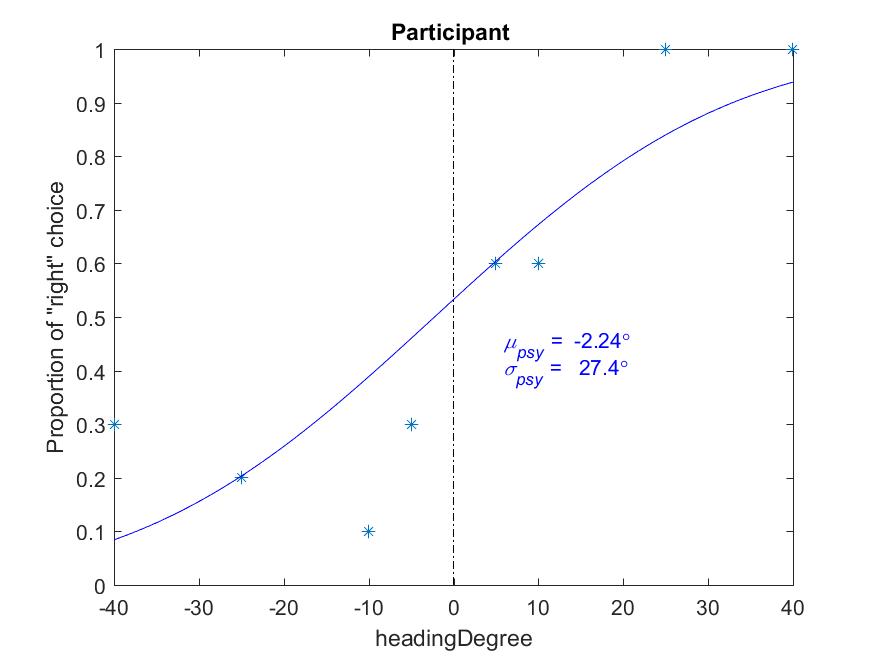 Participant
1
0.9
0.8
0.7
0.6
0.5
0.4
0.3
0.2
0.1
0
Proportion of "right" choice
μpsy = -2.24°
σpsy = 27.4°
-40 -30 -20 -10 0 10 20 30 40
headingDegree